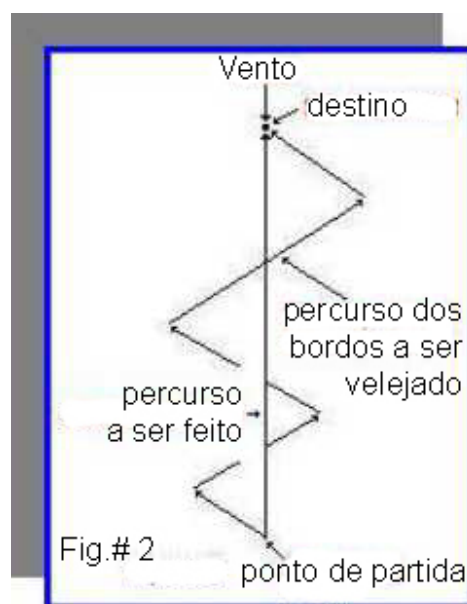 Vento
destino
percurso dos
bordos a ser
velejado
percurso
a ser feito
Fig.# 2
ponto de partida